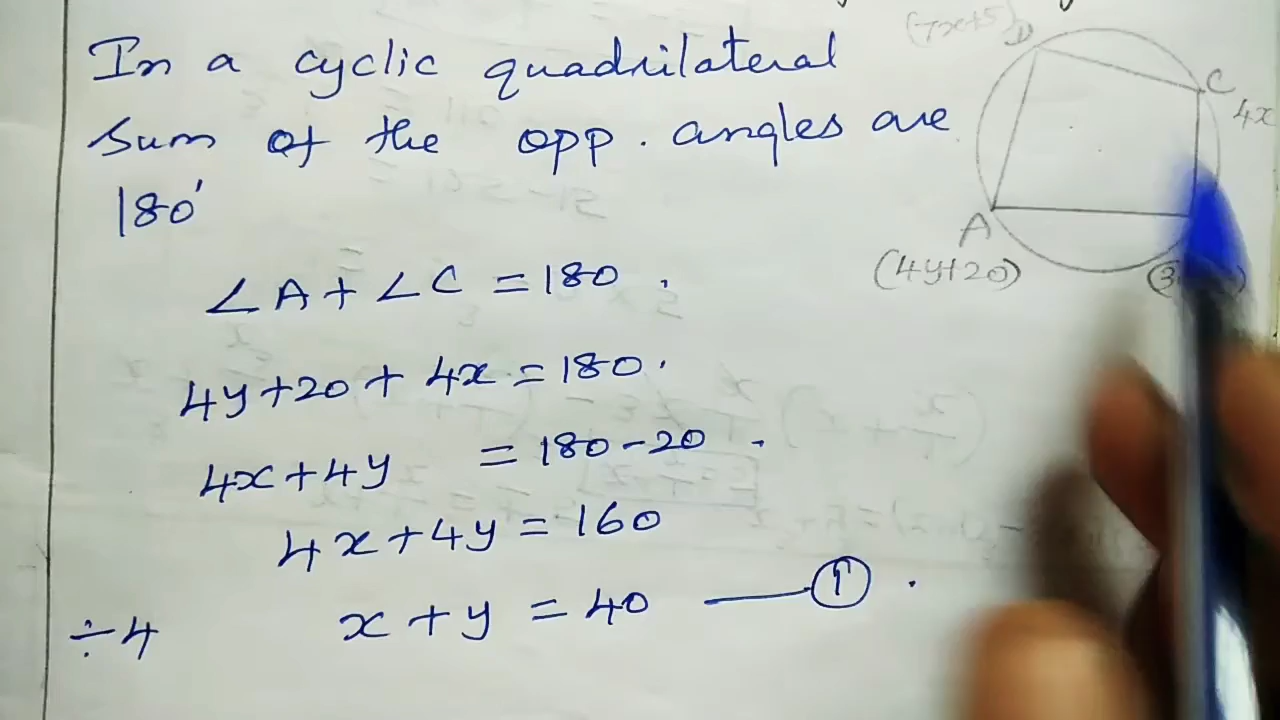 In a cyclic quadrilateral
Sum of the opp. angles are
180°
∠A + ∠C = 180.
4y+20 + 4x = 180.
4x+4y = 180-20.
4x+4y = 160
÷4 x + y = 40 —— ①.
(7x+5) D
C
4x
A
(4y+20)
(3